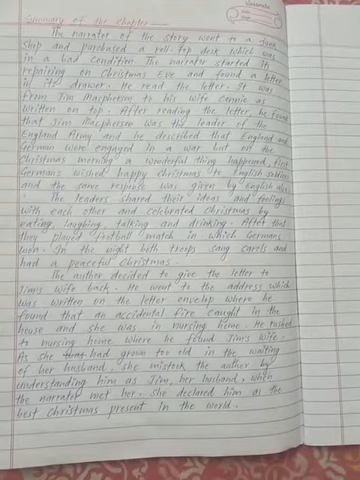 Summary of the chapter
The narrator of the story went to a junk
shop and purchased a roll-top desk which was
in a bad condition The narrator started it
repairing on Christmas Eve and found a letter
in its drawer. He read the letter. It was
from Jim Macpherson to his wife connie as
written on top. After reading the letter, he found
that Jim Macpherson was the leader of
England Army and he described that England and
German were engaged in a war but on the
Christmas morning a wonderful thing happened, first
Germans wished happy christmas to English soldiers
and the same response was given by english also.
The leaders shared their ideas and feelings
with each other and celebrated christmas by
eating, laughing, talking and drinking. After that
they played football match in which Germans
won. In the night both troops sang carols and
had a peaceful Christmas.
The author decided to give the letter to
Jim's wife back. He went to the address which
was written on the letter envelop where he
found that an accidental fire caught in the
house and she was in nursing home. He rushed
to nursing home where he found Jim's wife.
As she had grown too old in the waiting
of her husband, she mistook the author by
understanding him as Jim, her husband, when
the narrator met her. She declared him as the
best christmas present in the world.